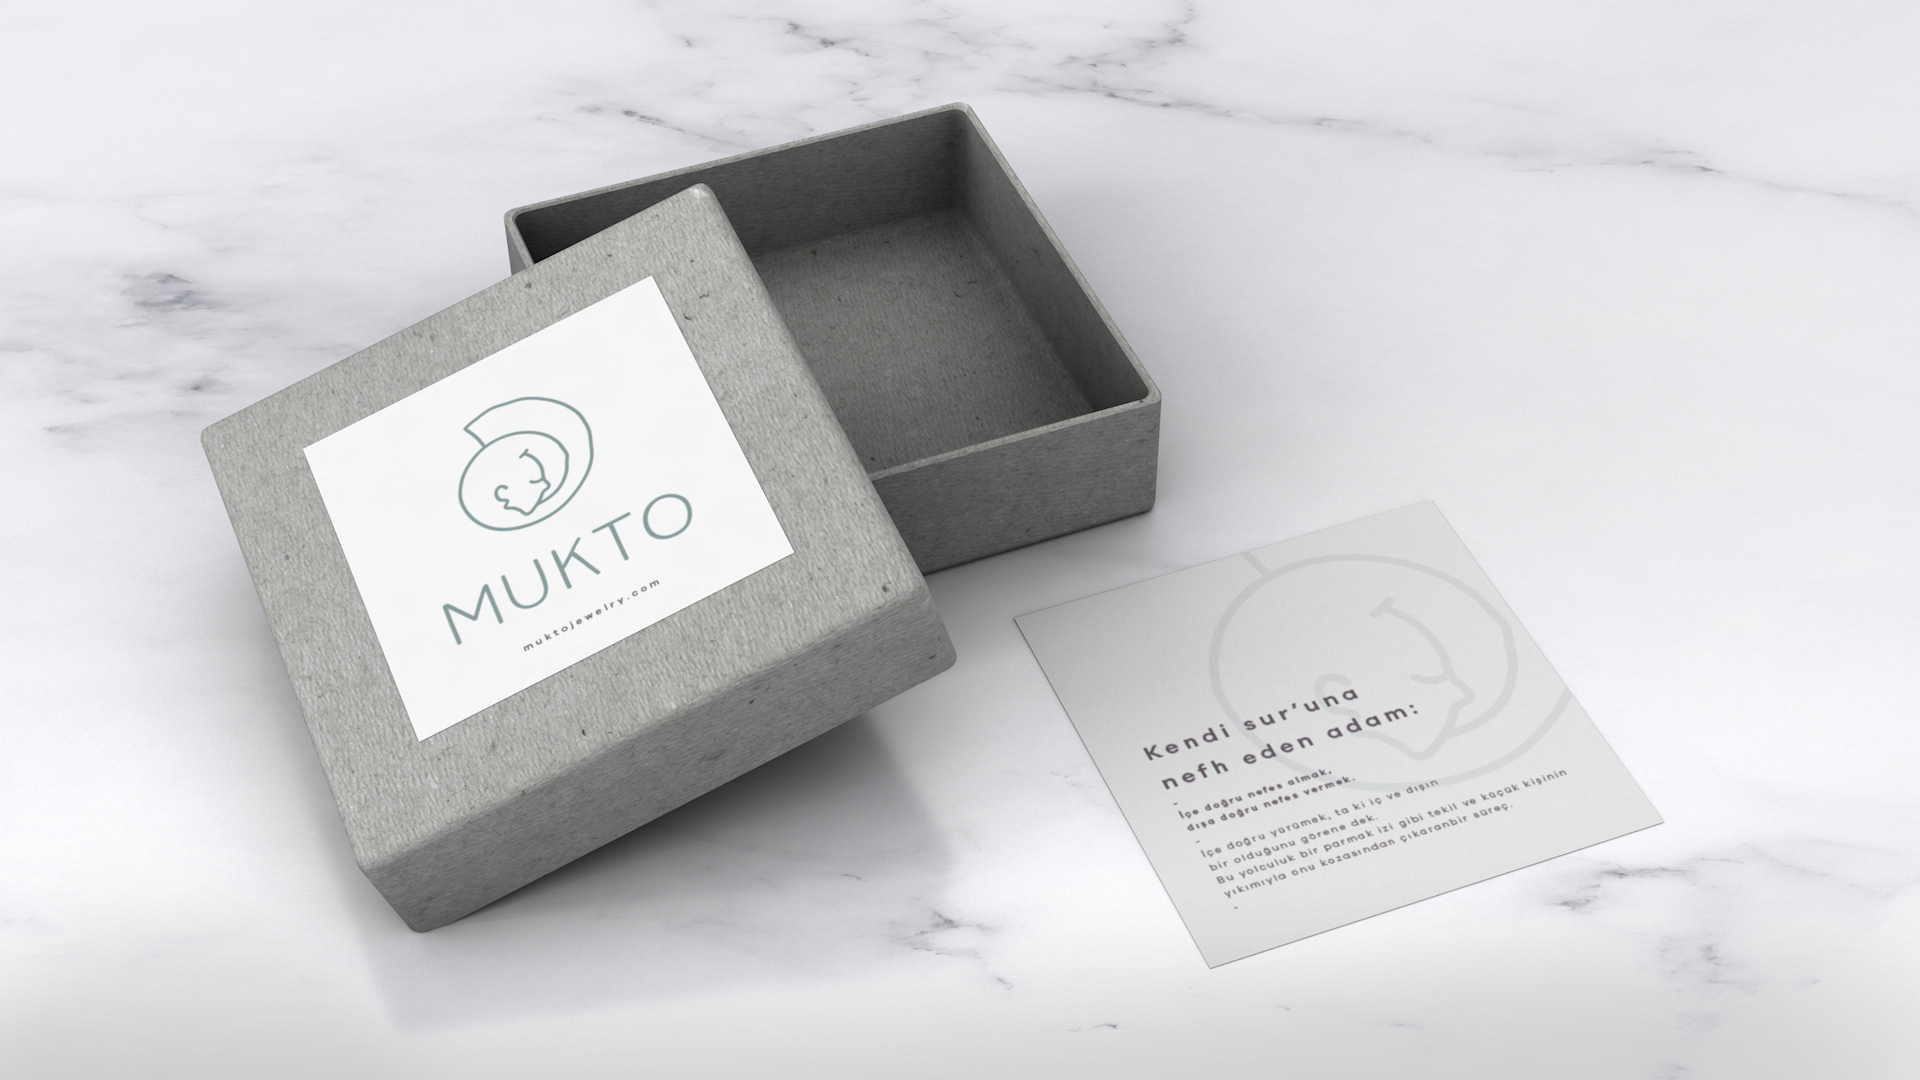 MUKTO
muktojewelry.com
Kendi sur'una
nefh eden adam:
-
İçe doğru nefes almak,
dışa doğru nefes vermek.
-
İçe doğru yürümek, ta ki iç ve dışın
bir olduğunu görene dek.
Bu yolculuk bir parmak izi gibi tekil ve küçük kişinin
yıkımıyla onu kozasından çıkaranbir süreç.
-